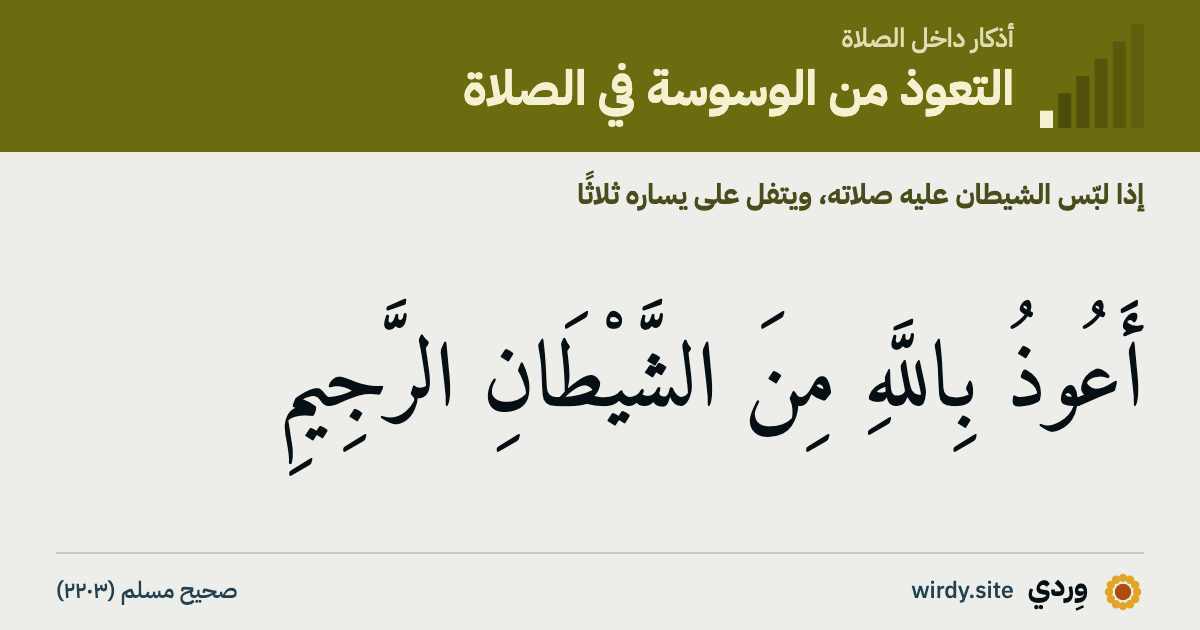 أذكار داخل الصلاة
التعوذ من الوسوسة في الصلاة
إذا لبّس الشيطان عليه صلاته، ويتفل على يساره ثلاثًا
أَعُوذُ بِاللَّهِ مِنَ الشَّيْطَانِ الرَّجِيمِ
وِردي wirdy.site
صحيح مسلم (٢٢٠٣)